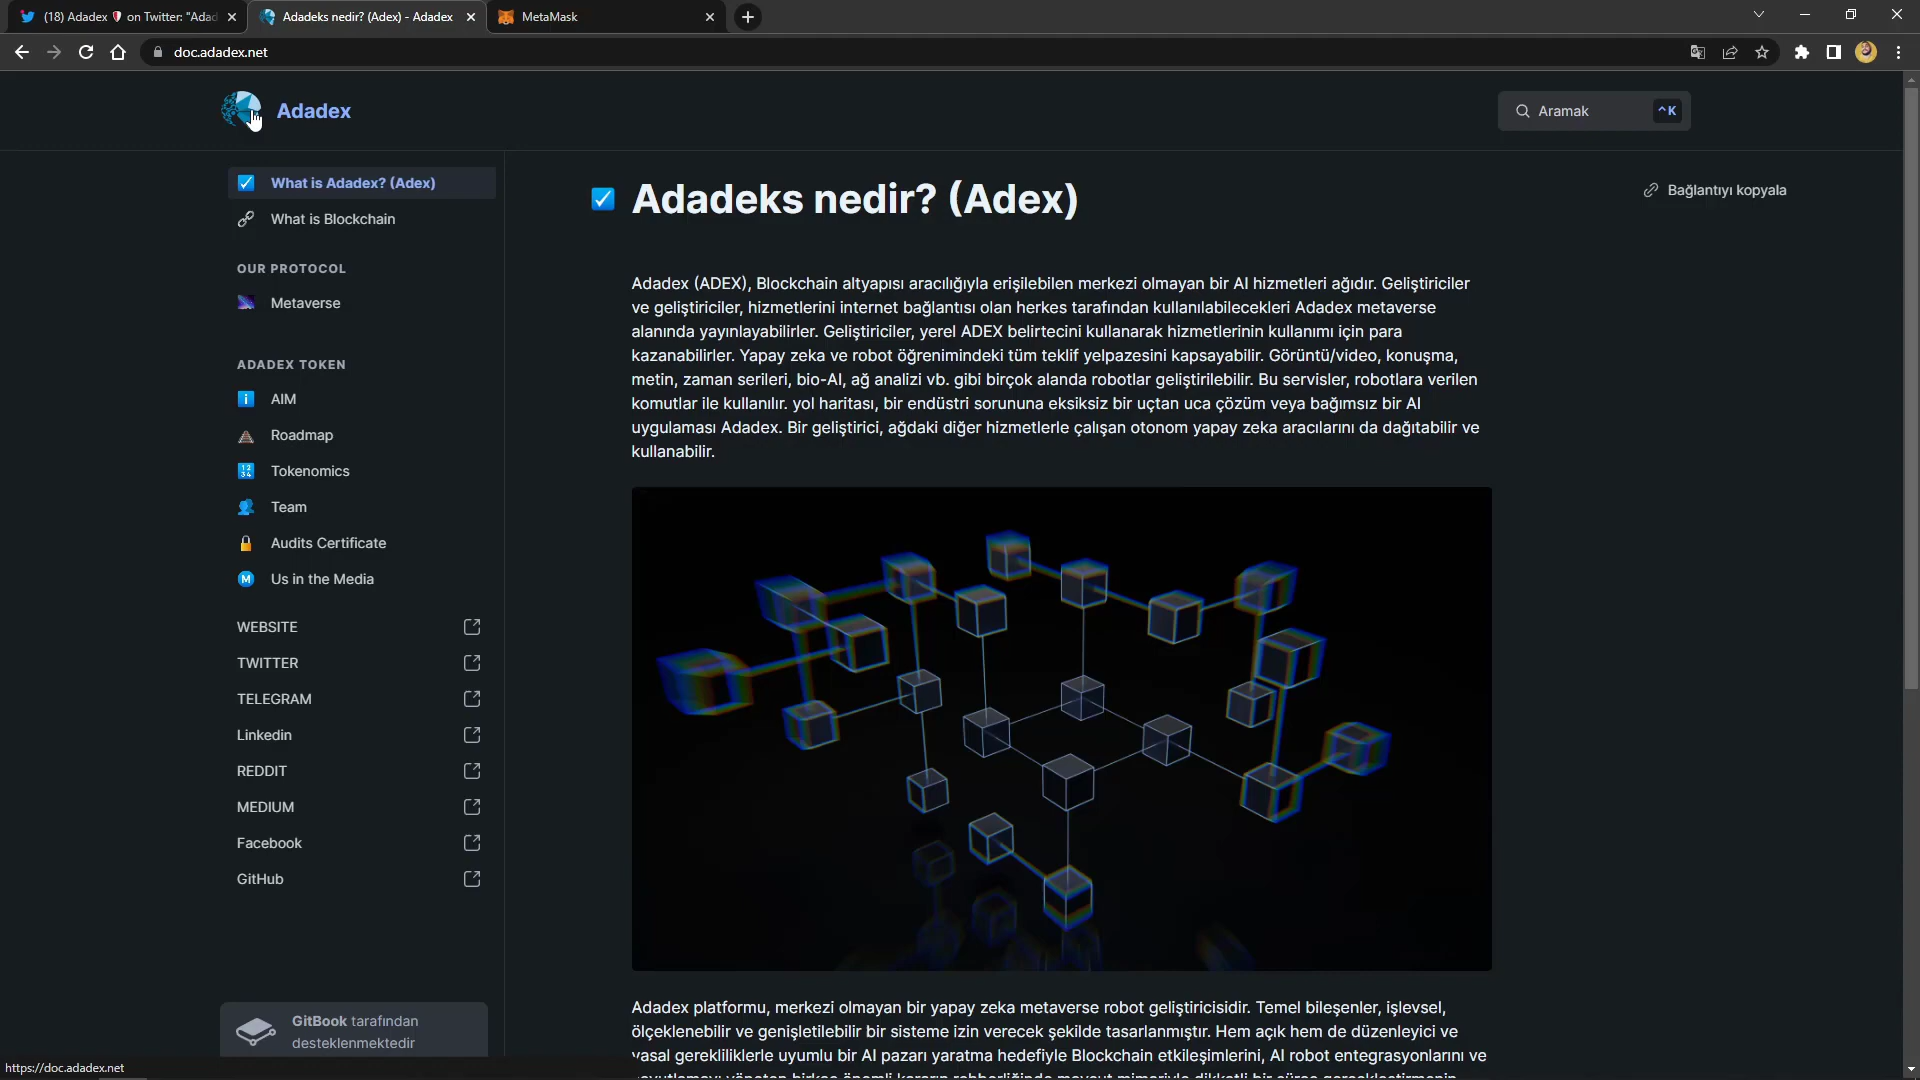 (18) Adadex on Twitter: "Adad
Adadeks nedir? (Adex) - Adadex
MetaMask
doc.adadex.net
Adadex
Aramak
^K
What is Adadex? (Adex)
What is Blockchain
OUR PROTOCOL
Metaverse
ADADEX TOKEN
AIM
Roadmap
Tokenomics
Team
Audits Certificate
Us in the Media
WEBSITE
TWITTER
TELEGRAM
Linkedin
REDDIT
MEDIUM
Facebook
GitHub
GitBook tarafından
desteklenmektedir
https://doc.adadex.net
Adadeks nedir? (Adex)
Bağlantıyı kopyala
Adadex (ADEX), Blockchain altyapısı aracılığıyla erişilebilen merkezi olmayan bir AI hizmetleri ağıdır. Geliştiriciler
ve geliştiriciler, hizmetlerini internet bağlantısı olan herkes tarafından kullanılabilecekleri Adadex metaverse
alanında yayınlayabilirler. Geliştiriciler, yerel ADEX belirtecini kullanarak hizmetlerinin kullanımı için para
kazanabilirler. Yapay zeka ve robot öğrenimindeki tüm teklif yelpazesini kapsayabilir. Görüntü/video, konuşma,
metin, zaman serileri, bio-AI, ağ analizi vb. gibi birçok alanda robotlar geliştirilebilir. Bu servisler, robotlara verilen
komutlar ile kullanılır. yol haritası, bir endüstri sorununa eksiksiz bir uçtan uca çözüm veya bağımsız bir AI
uygulaması Adadex. Bir geliştirici, ağdaki diğer hizmetlerle çalışan otonom yapay zeka aracılarını da dağıtabilir ve
kullanabilir.
Adadex platformu, merkezi olmayan bir yapay zeka metaverse robot geliştiricisidir. Temel bileşenler, işlevsel,
ölçeklenebilir ve genişletilebilir bir sisteme izin verecek şekilde tasarlanmıştır. Hem açık hem de düzenleyici ve
yasal gerekliliklerle uyumlu bir AI pazarı yaratma hedefiyle Blockchain etkileşimlerini, AI robot entegrasyonlarını ve